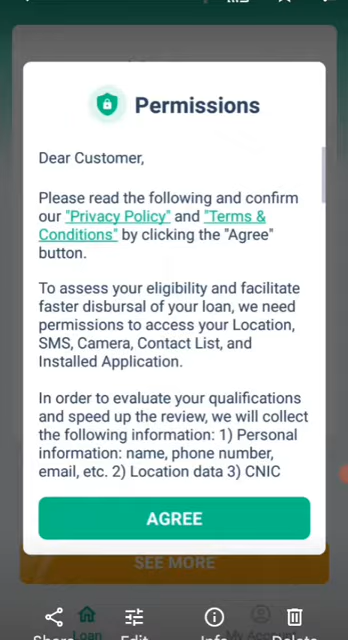 Permissions
Dear Customer,
Please read the following and confirm
our "Privacy Policy" and "Terms &
Conditions" by clicking the "Agree"
button.
To assess your eligibility and facilitate
faster disbursal of your loan, we need
permissions to access your Location,
SMS, Camera, Contact List, and
Installed Application.
In order to evaluate your qualifications
and speed up the review, we will collect
the following information: 1) Personal
information: name, phone number,
email, etc. 2) Location data 3) CNIC
AGREE
SEE MORE
Loan
Share Edit Info Delete